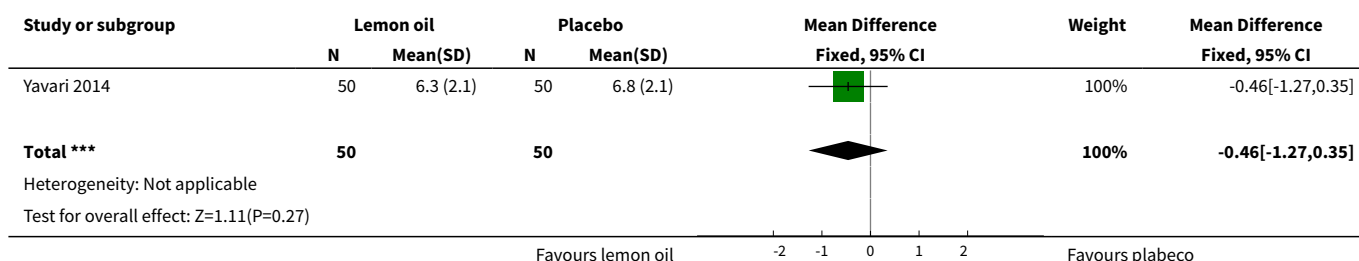 Study or subgroup Lemon oil Placebo Mean Difference Weight Mean Difference
N Mean(SD) N Mean(SD) Fixed, 95% CI Fixed, 95% CI
Yavari 2014 50 6.3 (2.1) 50 6.8 (2.1) 100% -0.46[-1.27,0.35]
Total *** 50 50 100% -0.46[-1.27,0.35]
Heterogeneity: Not applicable
Test for overall effect: Z=1.11(P=0.27)
Favours lemon oil -2 -1 0 1 2 Favours plabeco